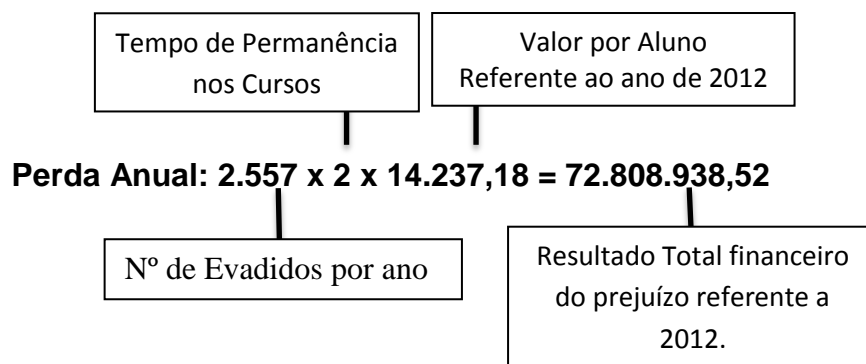 Tempo de Permanência
nos Cursos
Valor por Aluno
Referente ao ano de 2012
Perda Anual: 2.557 x 2 x 14.237,18 = 72.808.938,52
Nº de Evadidos por ano
Resultado Total financeiro
do prejuízo referente a
2012.